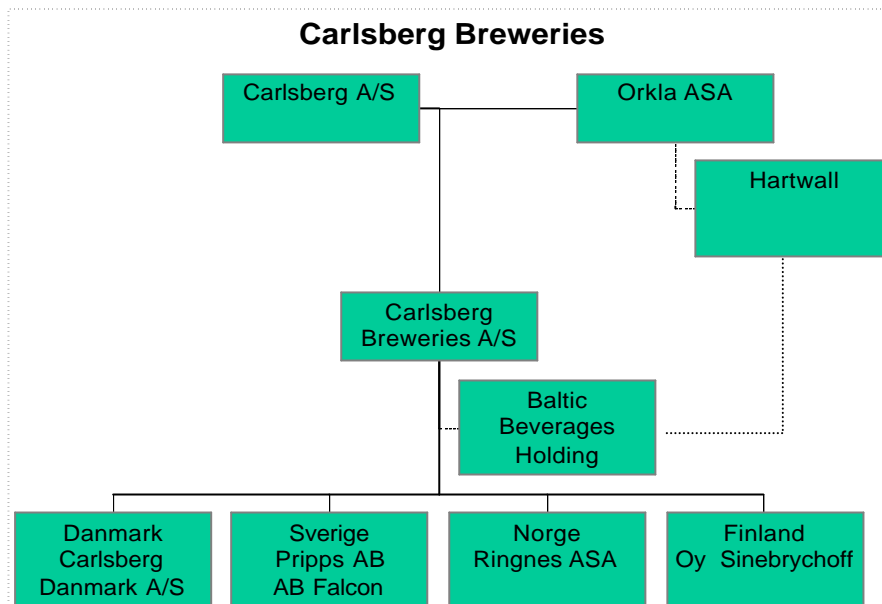 Carlsberg Breweries
Carlsberg A/S
Orkla ASA
Hartwall
Carlsberg
Breweries A/S
Baltic
Beverages
Holding
Danmark
Carlsberg
Danmark A/S
Sverige
Pripps AB
AB Falcon
Norge
Ringnes ASA
Finland
Oy Sinebrychoff